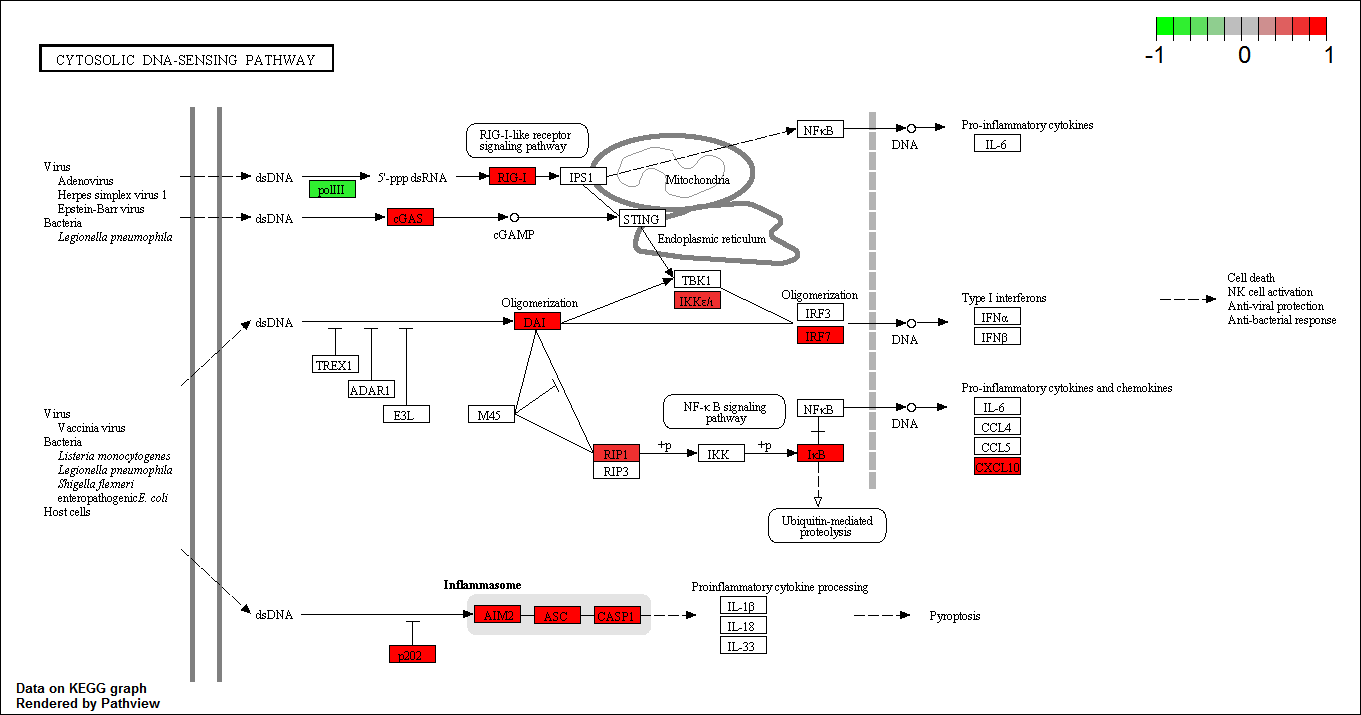 -1 0 1
CYTOSOLIC DNA-SENSING PATHWAY
Virus
Adenovirus
Herpes simplex virus 1
Epstein-Barr virus
Bacteria
Legionella pneumophila
dsDNA
polIII
5'-ppp dsRNA
RIG-I-like receptor
signaling pathway
RIG-I
IPS1
Mitochondria
NFκB
DNA
Pro-inflammatory cytokines
IL-6
dsDNA
cGAS
cGAMP
STING
Endoplasmic reticulum
TBK1
IKKε/ι
Oligomerization
DAI
dsDNA
TREX1
ADAR1
E3L
M45
Oligomerization
IRF3
IRF7
DNA
Type I interferons
IFNα
IFNβ
Cell death
NK cell activation
Anti-viral protection
Anti-bacterial response
Virus
Vaccinia virus
Bacteria
Listeria monocytogenes
Legionella pneumophila
Shigella flexneri
enteropathogenicE. coli
Host cells
RIP1
RIP3
+p
IKK
+p
NF-κ B signaling
pathway
NFκB
IκB
DNA
Pro-inflammatory cytokines and chemokines
IL-6
CCL4
CCL5
CXCL10
Ubiquitin-mediated
proteolysis
Inflammasome
dsDNA
AIM2
ASC
CASP1
p202
Proinflammatory cytokine processing
IL-1β
IL-18
IL-33
Pyroptosis
Data on KEGG graph
Rendered by Pathview